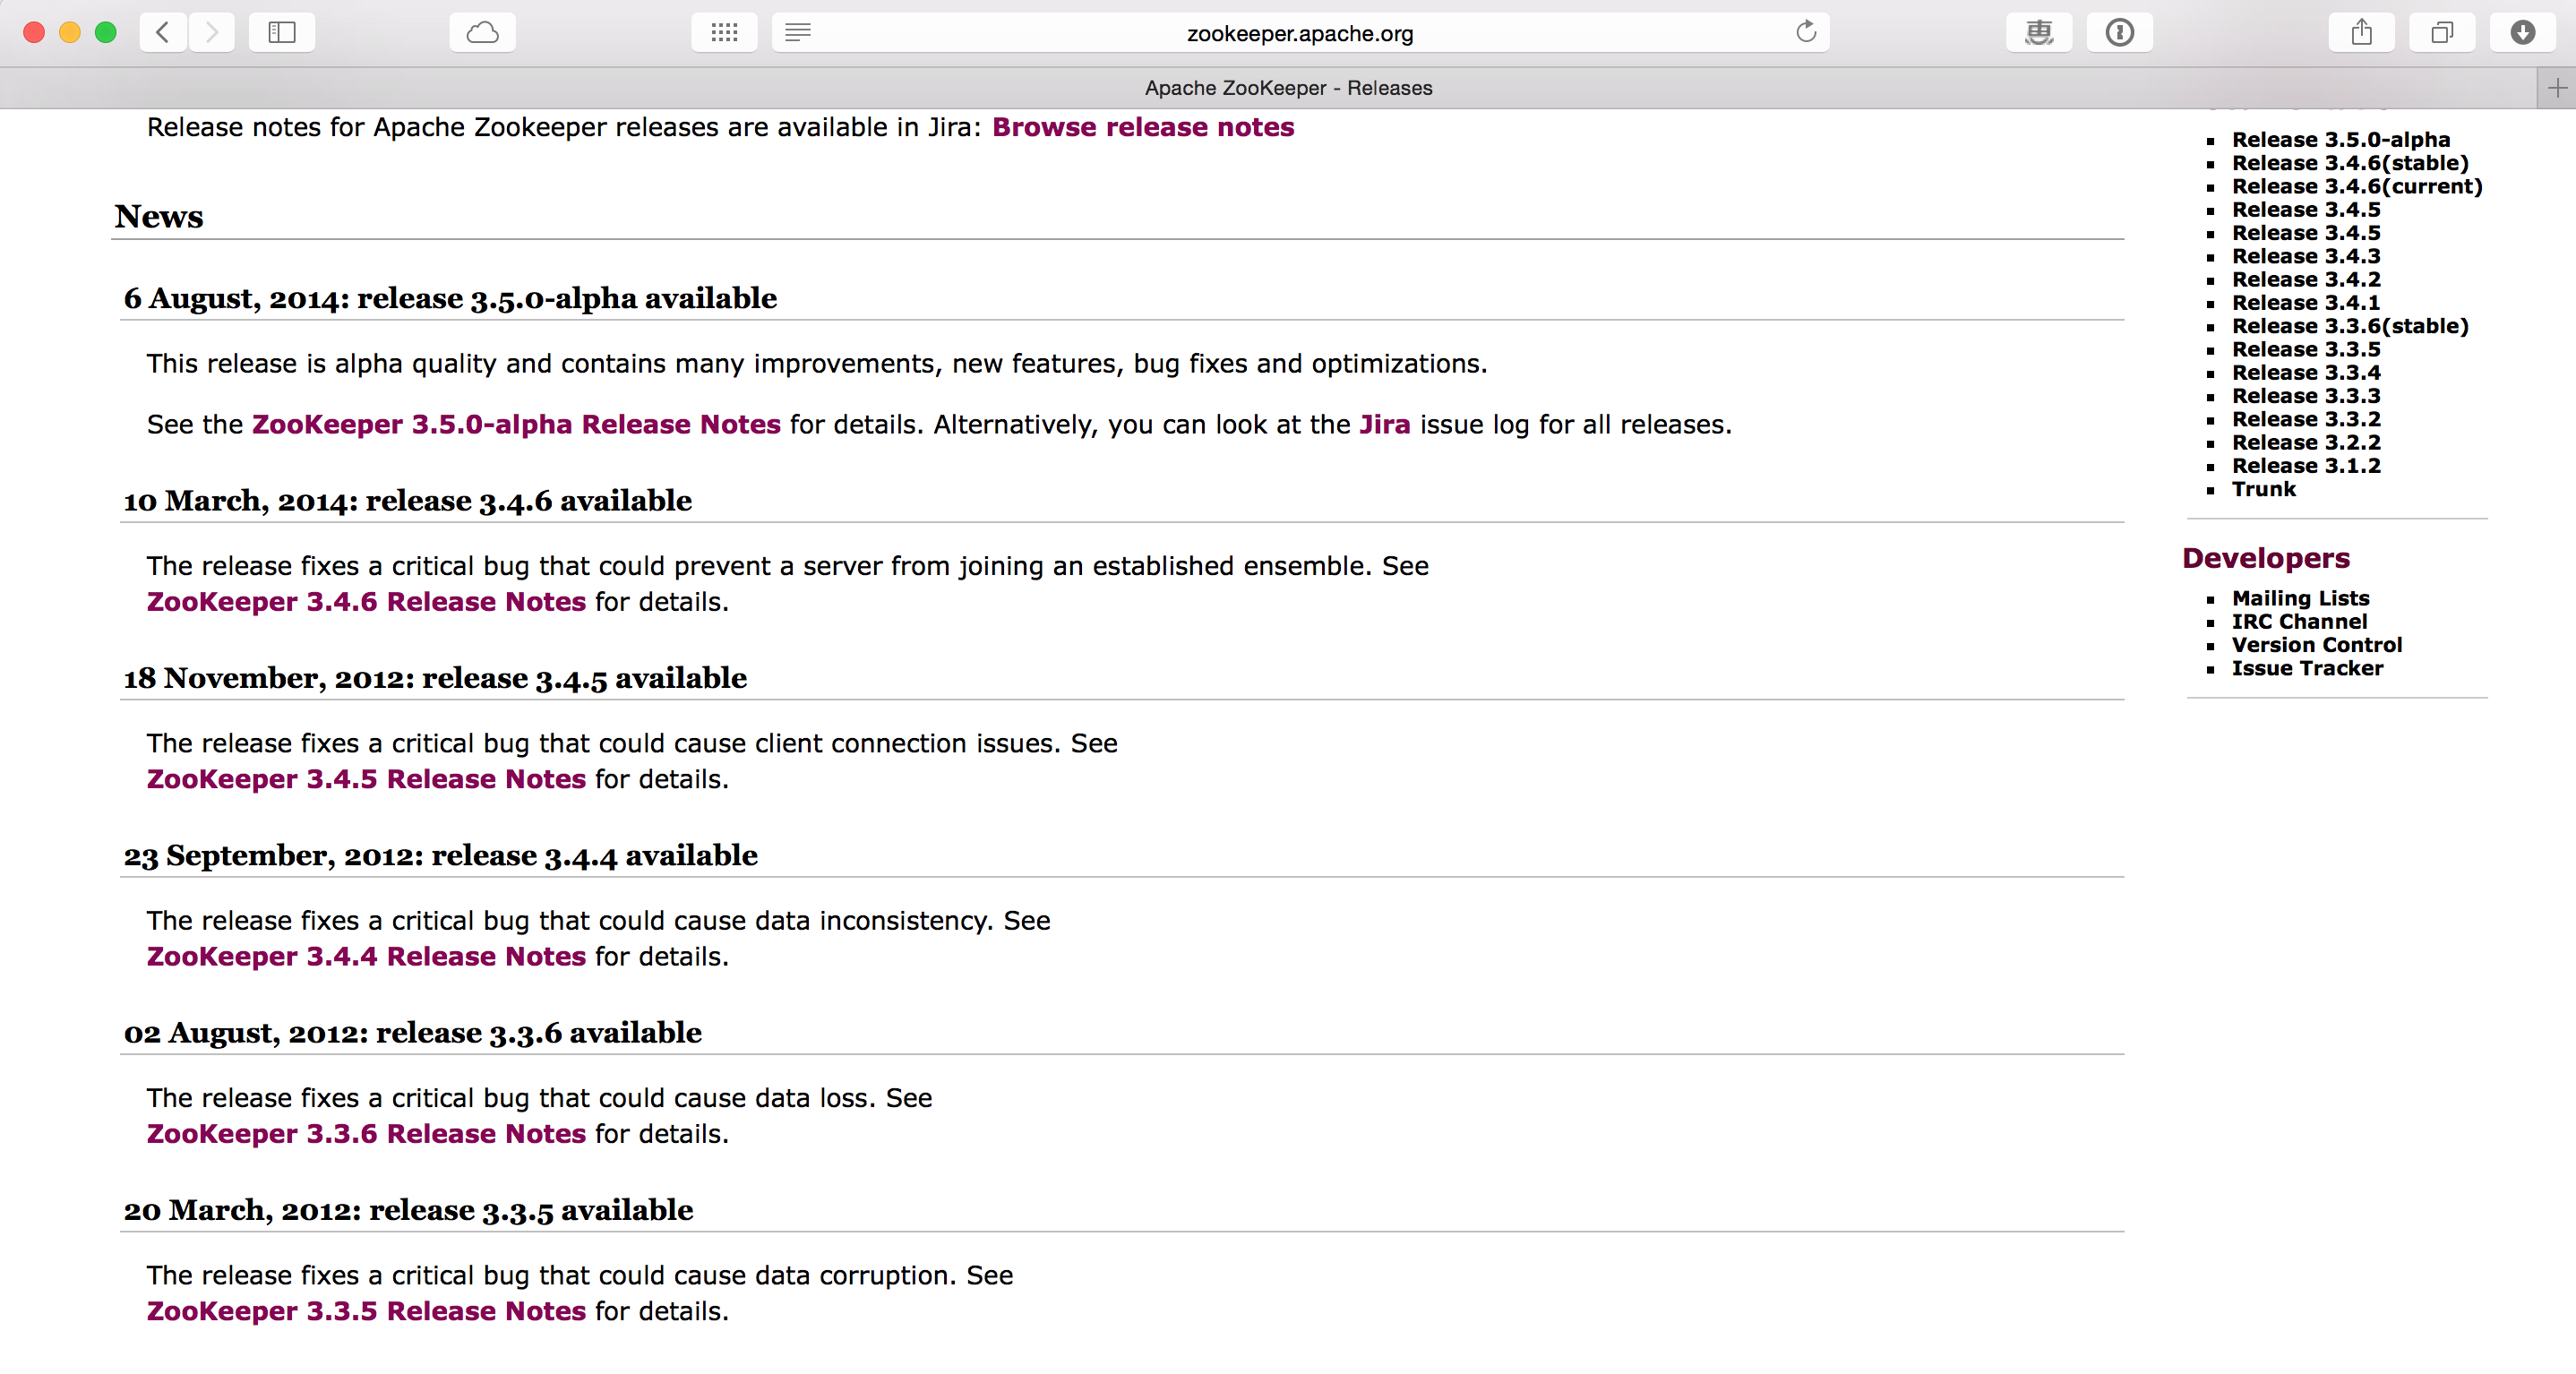 zookeeper.apache.org
惠
Apache ZooKeeper - Releases
Release notes for Apache Zookeeper releases are available in Jira: Browse release notes
News
6 August, 2014: release 3.5.0-alpha available
This release is alpha quality and contains many improvements, new features, bug fixes and optimizations.
See the ZooKeeper 3.5.0-alpha Release Notes for details. Alternatively, you can look at the Jira issue log for all releases.
10 March, 2014: release 3.4.6 available
The release fixes a critical bug that could prevent a server from joining an established ensemble. See
ZooKeeper 3.4.6 Release Notes for details.
18 November, 2012: release 3.4.5 available
The release fixes a critical bug that could cause client connection issues. See
ZooKeeper 3.4.5 Release Notes for details.
23 September, 2012: release 3.4.4 available
The release fixes a critical bug that could cause data inconsistency. See
ZooKeeper 3.4.4 Release Notes for details.
02 August, 2012: release 3.3.6 available
The release fixes a critical bug that could cause data loss. See
ZooKeeper 3.3.6 Release Notes for details.
20 March, 2012: release 3.3.5 available
The release fixes a critical bug that could cause data corruption. See
ZooKeeper 3.3.5 Release Notes for details.
Release 3.5.0-alpha
Release 3.4.6(stable)
Release 3.4.6(current)
Release 3.4.5
Release 3.4.5
Release 3.4.3
Release 3.4.2
Release 3.4.1
Release 3.3.6(stable)
Release 3.3.5
Release 3.3.4
Release 3.3.3
Release 3.3.2
Release 3.2.2
Release 3.1.2
Trunk
Developers
Mailing Lists
IRC Channel
Version Control
Issue Tracker